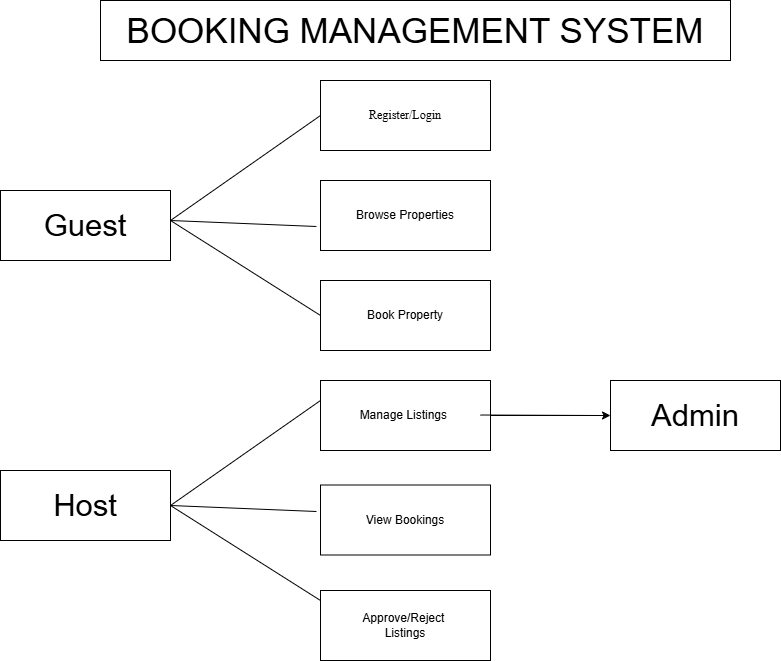 BOOKING MANAGEMENT SYSTEM
Register/Login
Guest
Browse Properties
Book Property
Manage Listings
Admin
Host
View Bookings
Approve/Reject
Listings